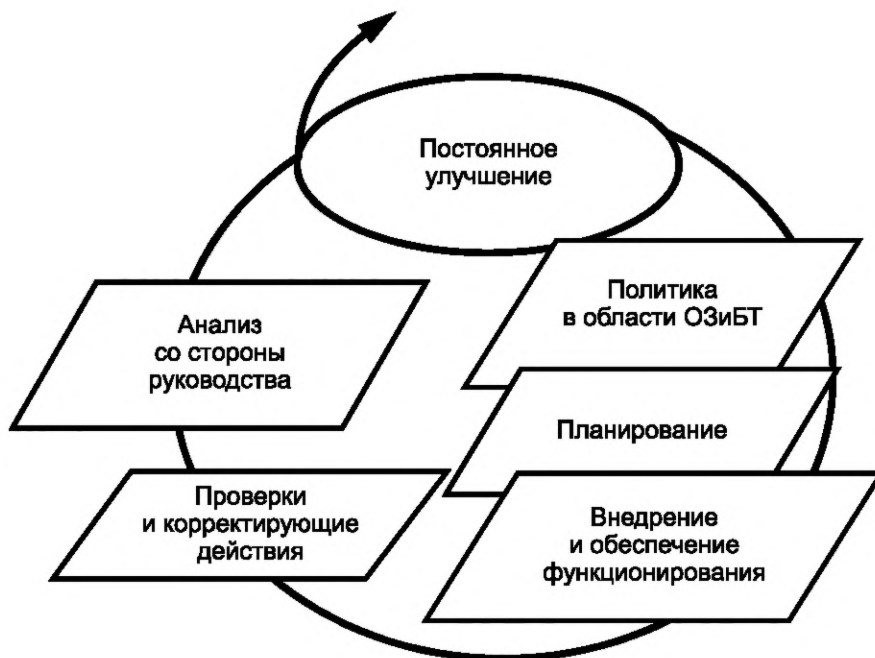 Постоянное
улучшение
Политика
в области ОЗиБТ
Планирование
Внедрение
и обеспечение
функционирования
Проверки
и корректирующие
действия
Анализ
со стороны
руководства